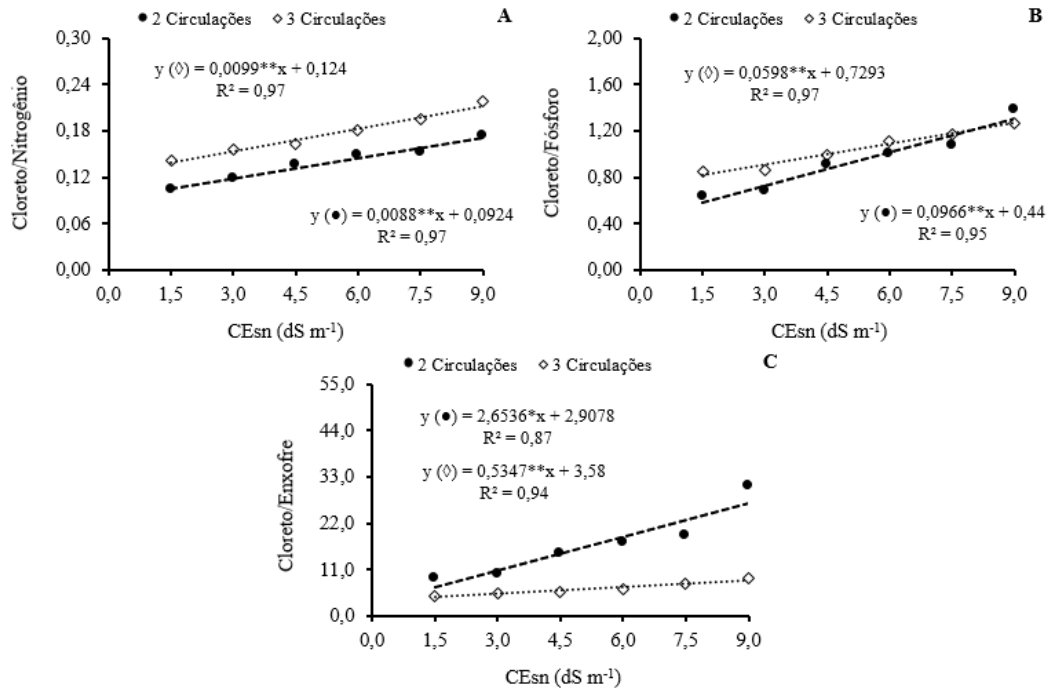 ● 2 Circulações ◇ 3 Circulações
A
Cloreto/Nitrogênio
0,30
0,24
0,18
0,12
0,06
0,00
y (◊) = 0,0099**x + 0,124
R² = 0,97
y (●) = 0,0088**x + 0,0924
R² = 0,97
0,0 1,5 3,0 4,5 6,0 7,5 9,0
CEsn (dS m⁻¹)
● 2 Circulações ◇ 3 Circulações
B
Cloreto/Fósforo
2,00
1,60
1,20
0,80
0,40
0,00
y (◊) = 0,0598**x + 0,7293
R² = 0,97
y (●) = 0,0966**x + 0,44
R² = 0,95
0,0 1,5 3,0 4,5 6,0 7,5 9,0
CEsn (dS m⁻¹)
● 2 Circulações ◇ 3 Circulações
C
Cloreto/Enxofre
55,0
44,0
33,0
22,0
11,0
0,0
y (●) = 2,6536*x + 2,9078
R² = 0,87
y (◊) = 0,5347**x + 3,58
R² = 0,94
0,0 1,5 3,0 4,5 6,0 7,5 9,0
CEsn (dS m⁻¹)